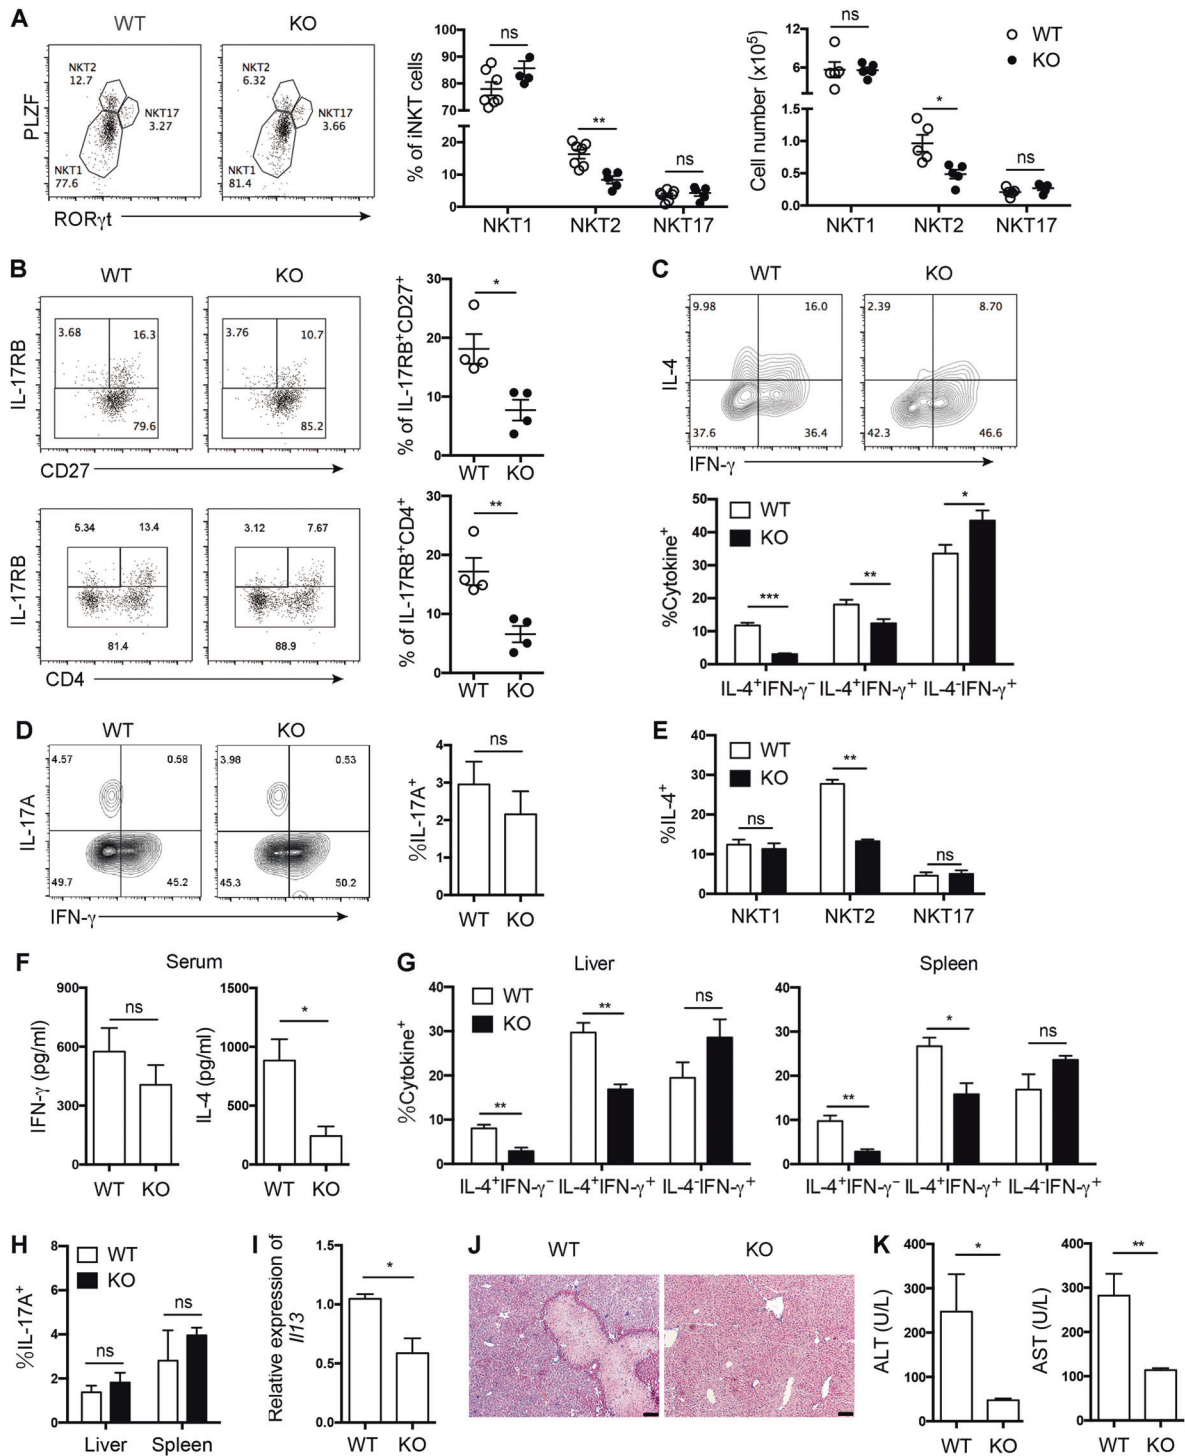 A
WT
KO
PLZF
NKT2
12.7
NKT17
3.27
NKT1
77.6
NKT2
6.32
NKT17
3.66
NKT1
81.4
RORγt
% of iNKT cells
100
90
80
70
20
10
0
ns
**
ns
NKT1
NKT2
NKT17
Cell number (x10⁵)
12
6
1.5
1.0
0.5
0.0
ns
*
ns
NKT1
NKT2
NKT17
WT
KO
B
WT
KO
IL-17RB
3.68
16.3
79.6
3.76
10.7
85.2
CD27
% of IL-17RB⁺CD27⁺
30
20
10
0
*
WT
KO
IL-17RB
5.34
13.4
81.4
3.12
7.67
88.9
CD4
% of IL-17RB⁺CD4⁺
30
20
10
0
**
WT
KO
C
WT
KO
IL-4
9.98
16.0
37.6
36.4
2.39
8.70
42.3
46.6
IFN-γ
%Cytokine⁺
50
40
30
20
10
0
WT
KO
***
**
*
IL-4⁺IFN-γ⁻
IL-4⁺IFN-γ⁺
IL-4⁻IFN-γ⁺
D
WT
KO
IL-17A
4.57
0.58
49.7
45.2
3.98
0.53
45.3
50.2
IFN-γ
%IL-17A⁺
4
3
2
1
0
ns
WT
KO
E
%IL-4⁺
40
30
20
10
0
WT
KO
ns
**
ns
NKT1
NKT2
NKT17
F
Serum
IFN-γ (pg/ml)
900
600
300
0
ns
WT
KO
IL-4 (pg/ml)
1500
1000
500
0
*
WT
KO
G
Liver
%Cytokine⁺
40
30
20
10
0
WT
KO
**
**
ns
IL-4⁺IFN-γ⁻
IL-4⁺IFN-γ⁺
IL-4⁻IFN-γ⁺
Spleen
40
30
20
10
0
**
*
ns
IL-4⁺IFN-γ⁻
IL-4⁺IFN-γ⁺
IL-4⁻IFN-γ⁺
H
%IL-17A⁺
8
6
4
2
0
WT
KO
ns
ns
Liver
Spleen
I
Relative expression of
Il13
1.5
1.0
0.5
0.0
*
WT
KO
J
WT
KO
K
ALT (U/L)
400
300
200
100
0
*
WT
KO
AST (U/L)
400
300
200
100
0
**
WT
KO